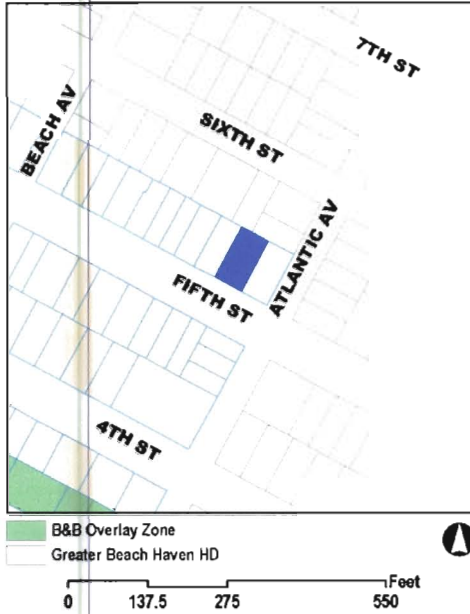 7TH ST
SIXTH ST
BEACH AV
ATLANTIC AV
FIFTH ST
4TH ST
B&B Overlay Zone
Greater Beach Haven HD
Feet
0 137.5 275 550